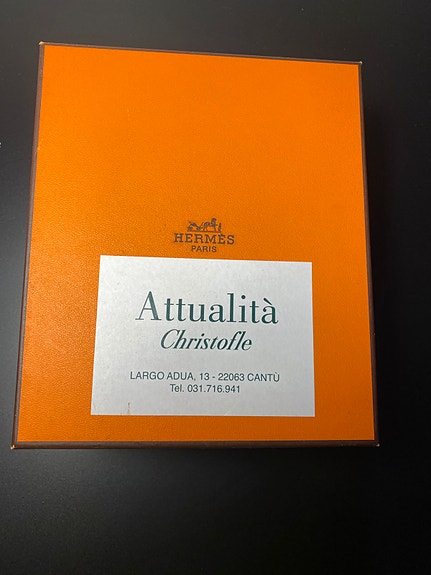 HERMÈS
PARIS
Attualità
Christofle
LARGO ADUA, 13 - 22063 CANTÙ
Tel. 031.716.941